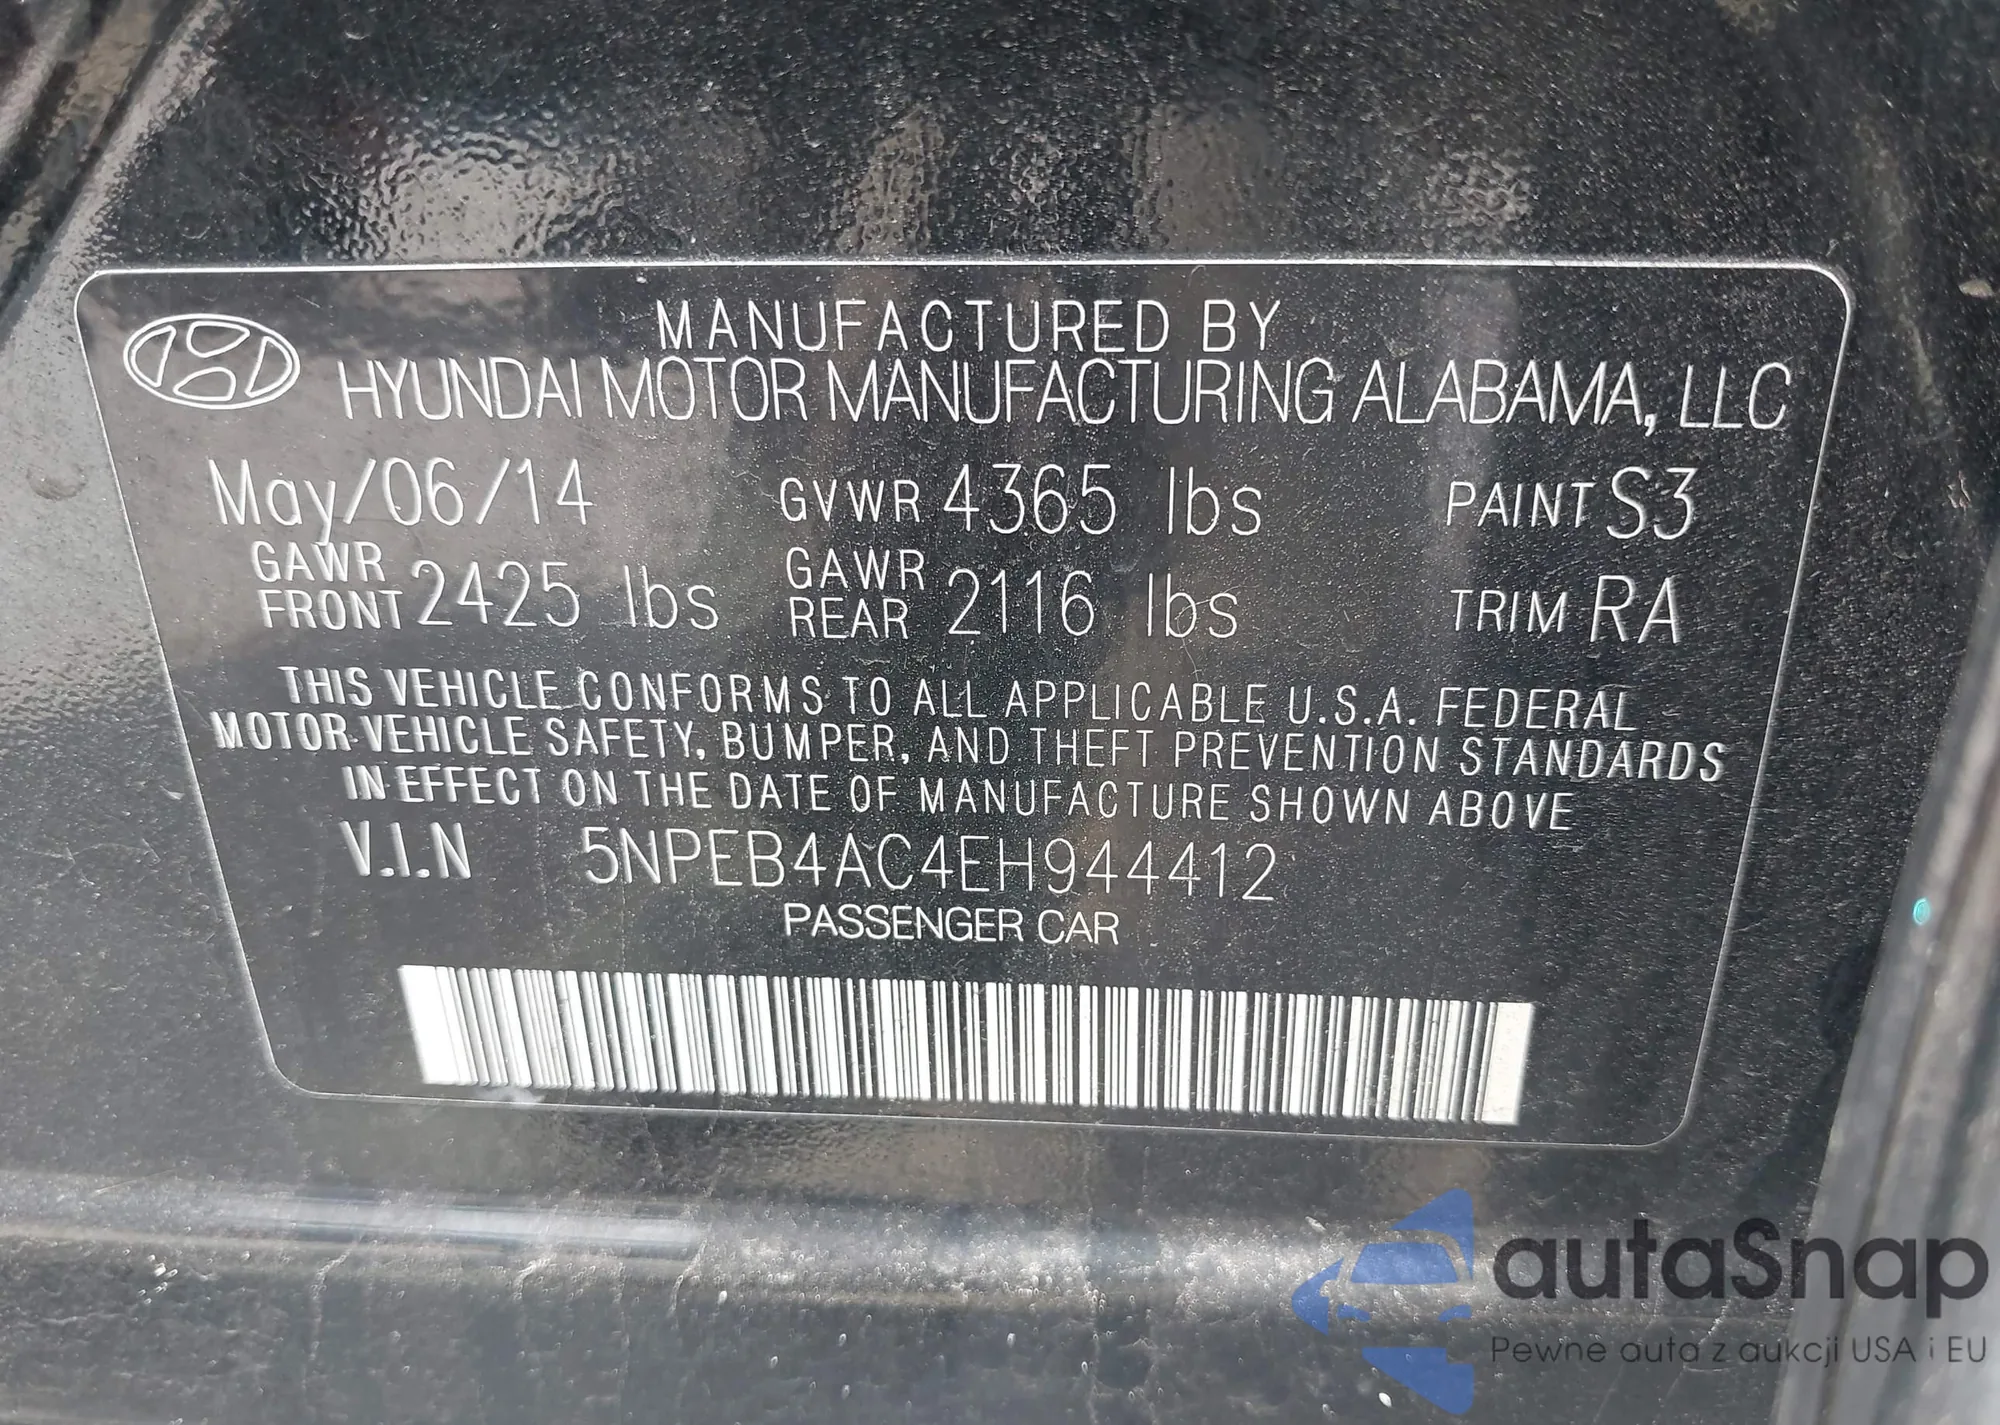 MANUFACTURED BY
HYUNDAI MOTOR MANUFACTURING ALABAMA, LLC
May/06/14 GVWR 4365 lbs PAINT S3
GAWR FRONT 2425 lbs GAWR REAR 2116 lbs TRIM RA
THIS VEHICLE CONFORMS TO ALL APPLICABLE U.S.A. FEDERAL
MOTOR-VEHICLE SAFETY, BUMPER, AND THEFT PREVENTION STANDARDS
IN EFFECT ON THE DATE OF MANUFACTURE SHOWN ABOVE
V.I.N 5NPEB4AC4EH944412
PASSENGER CAR
autaSnap
Pewne auta z aukcji USA i EU